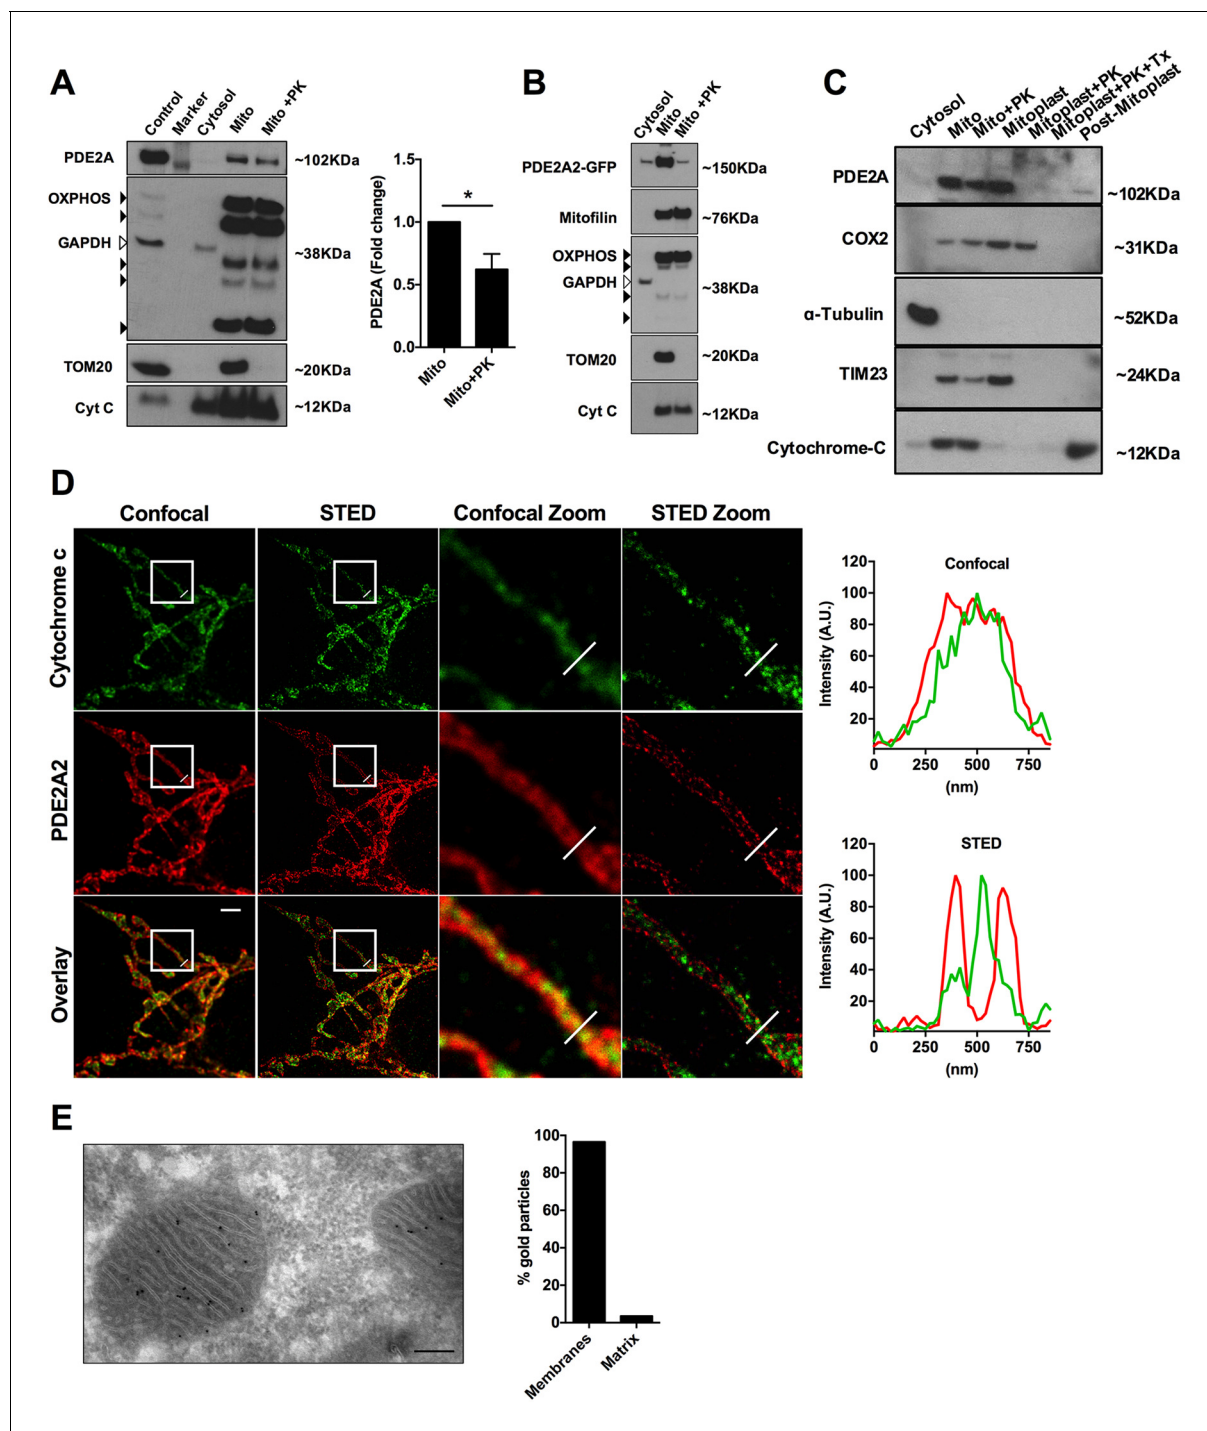 A
Control
Marker
Cytosol
Mito
Mito +PK
PDE2A
~102KDa
OXPHOS
GAPDH
~38KDa
TOM20
~20KDa
Cyt C
~12KDa
PDE2A (Fold change)
1.5
1.0
0.5
0.0
*
Mito
Mito+PK
B
Cytosol
Mito
Mito +PK
PDE2A2-GFP
~150KDa
Mitofilin
~76KDa
OXPHOS
GAPDH
~38KDa
TOM20
~20KDa
Cyt C
~12KDa
C
Cytosol
Mito
Mito+PK
Mitoplast
Mitoplast+PK
Mitoplast+PK+Tx
Post-Mitoplast
PDE2A
~102KDa
COX2
~31KDa
α-Tubulin
~52KDa
TIM23
~24KDa
Cytochrome-C
~12KDa
D
Confocal
STED
Confocal Zoom
STED Zoom
Cytochrome c
PDE2A2
Overlay
Confocal
Intensity (A.U.)
120
100
80
60
40
20
0
250
500
750
(nm)
STED
Intensity (A.U.)
120
100
80
60
40
20
0
250
500
750
(nm)
E
% gold particles
100
80
60
40
20
0
Membranes
Matrix